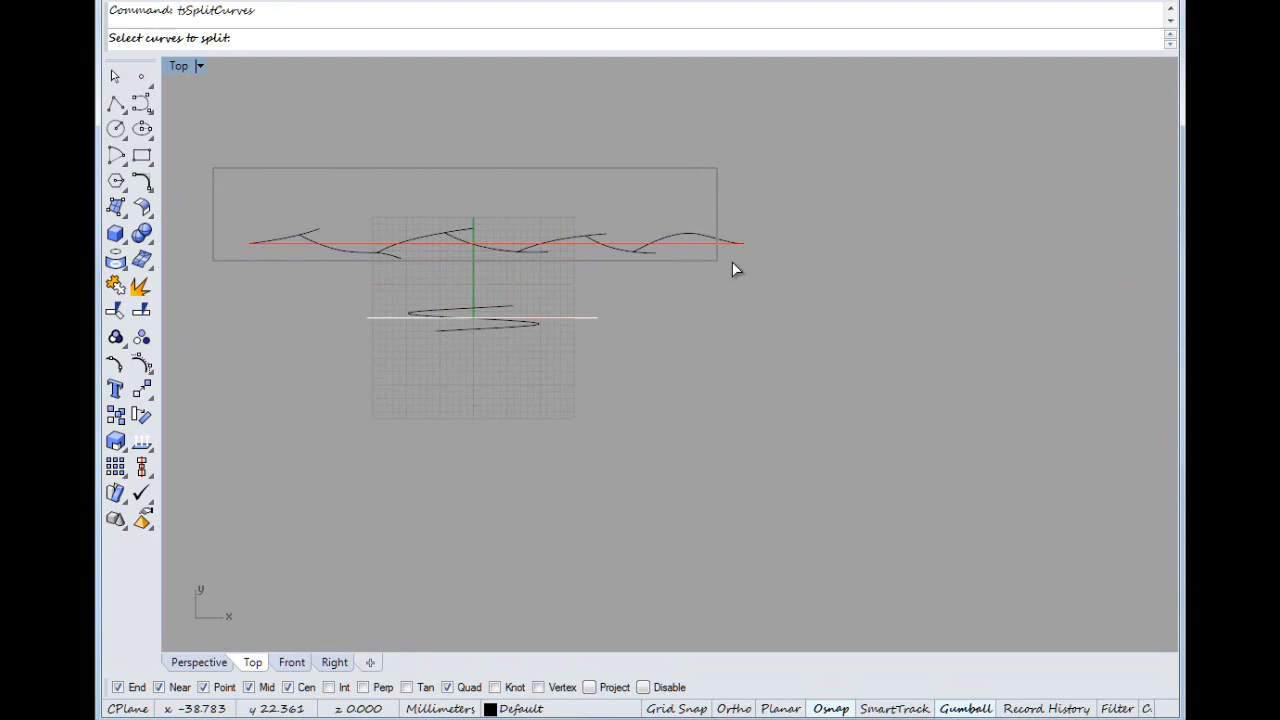 Command: tsSplitCurves
Select curves to split:
Top
y
x
Perspective Top Front Right
End Near Point Mid Cen Int Perp Tan Quad Knot Vertex Project Disable
CPlane x -38.783 y 22.361 z 0.000 Millimeters Default Grid Snap Ortho Planar Osnap SmartTrack Gumball Record History Filter C.